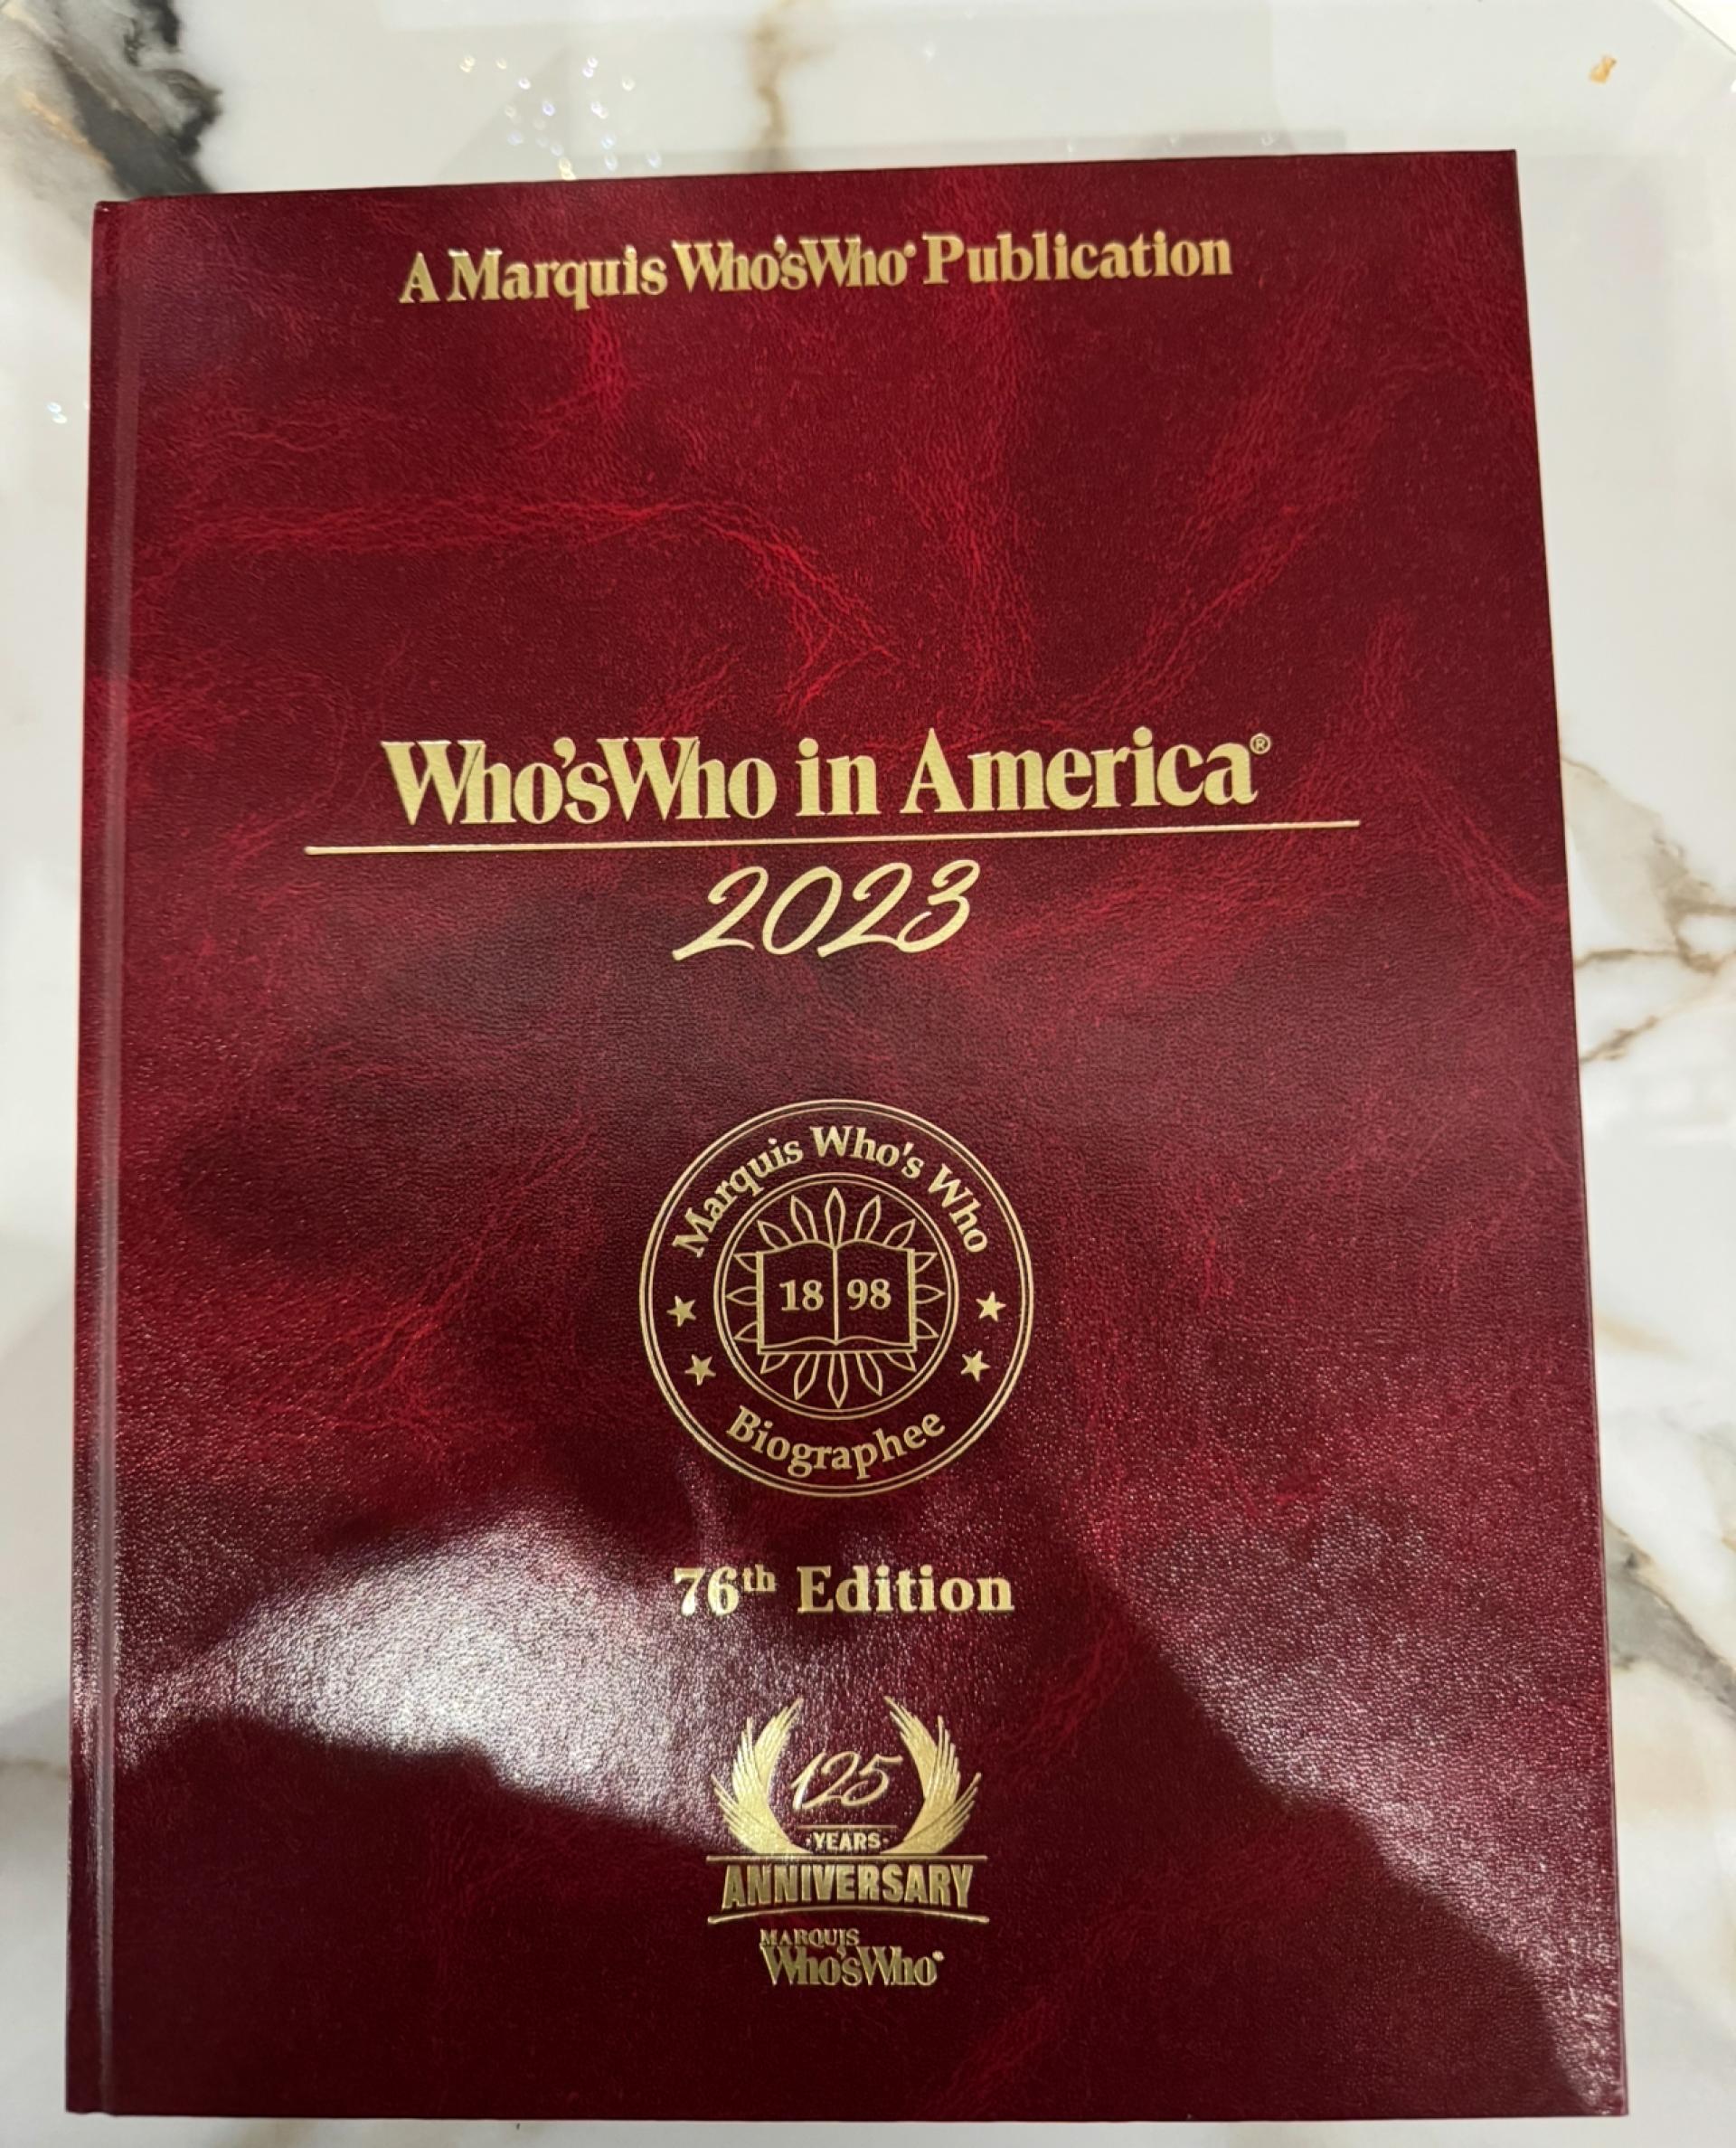 A Marquis Who'sWho® Publication
Who'sWho in America®
2023
Marquis Who's Who
18 98
Biographee
76th Edition
125
·YEARS·
ANNIVERSARY
MARQUIS
Who'sWho®